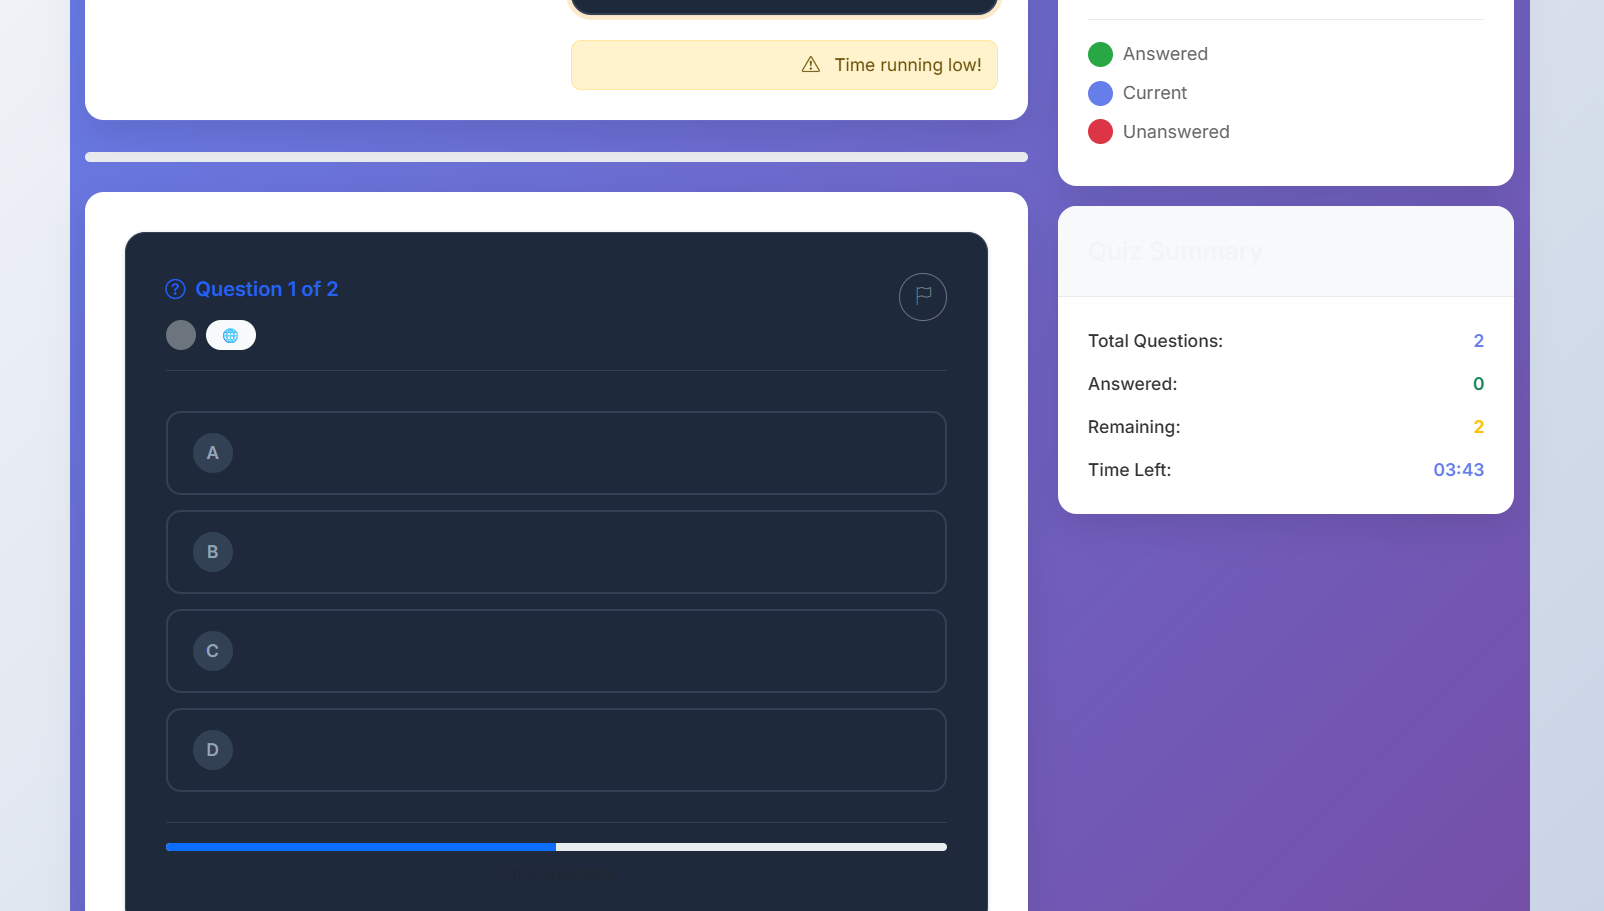 Time running low!
Question 1 of 2
A
B
C
D
Answered
Current
Unanswered
Quiz Summary
Total Questions: 2
Answered: 0
Remaining: 2
Time Left: 03:43